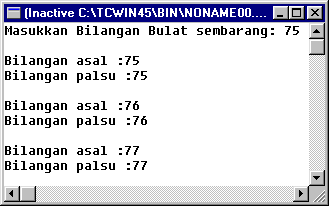 (Inactive C:\TCWIN45\BIN\NONAME00....
Masukkan Bilangan Bulat sembarang: 75
Bilangan asal :75
Bilangan palsu :75
Bilangan asal :76
Bilangan palsu :76
Bilangan asal :77
Bilangan palsu :77